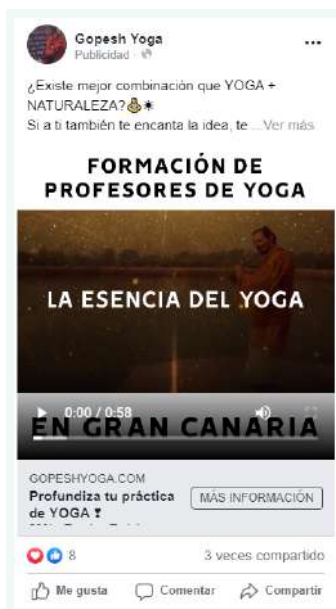 Gopesh Yoga
Publicidad ·
¿Existe mejor combinación que YOGA +
NATURALEZA?
Si a ti también te encanta la idea, te ...Ver más
FORMACIÓN DE
PROFESORES DE YOGA
LA ESENCIA DEL YOGA
0:00 / 0:58
EN GRAN CANARIA
GOPESHYOGA.COM
Profundiza tu práctica
de YOGA ❢
MÁS INFORMACIÓN
8
3 veces compartido
Me gusta
Comentar
Compartir